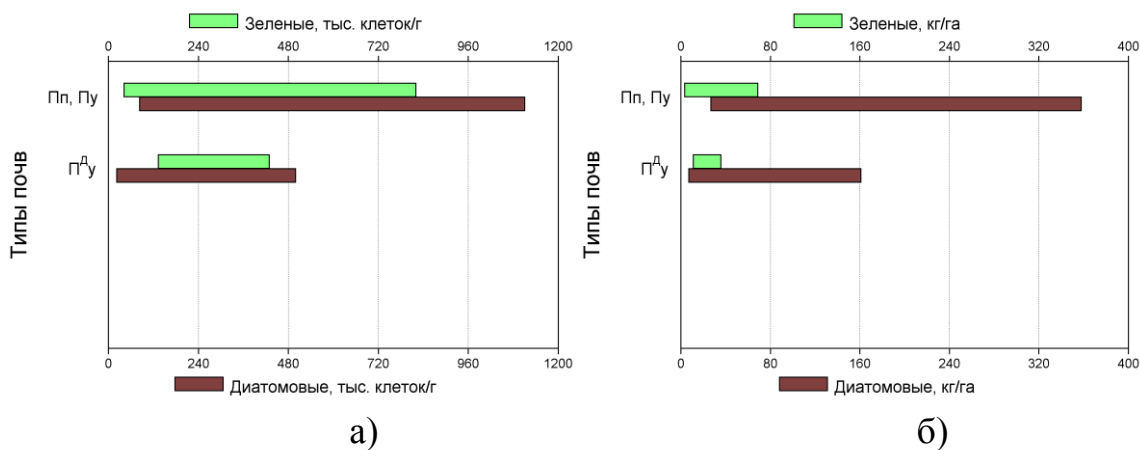 Зеленые, тыс. клеток/г
0 240 480 720 960 1200
Пп, Пу
ПДу
Типы почв
0 240 480 720 960 1200
Диатомовые, тыс. клеток/г
а)
Зеленые, кг/га
0 80 160 240 320 400
Пп, Пу
ПДу
Типы почв
0 80 160 240 320 400
Диатомовые, кг/га
б)